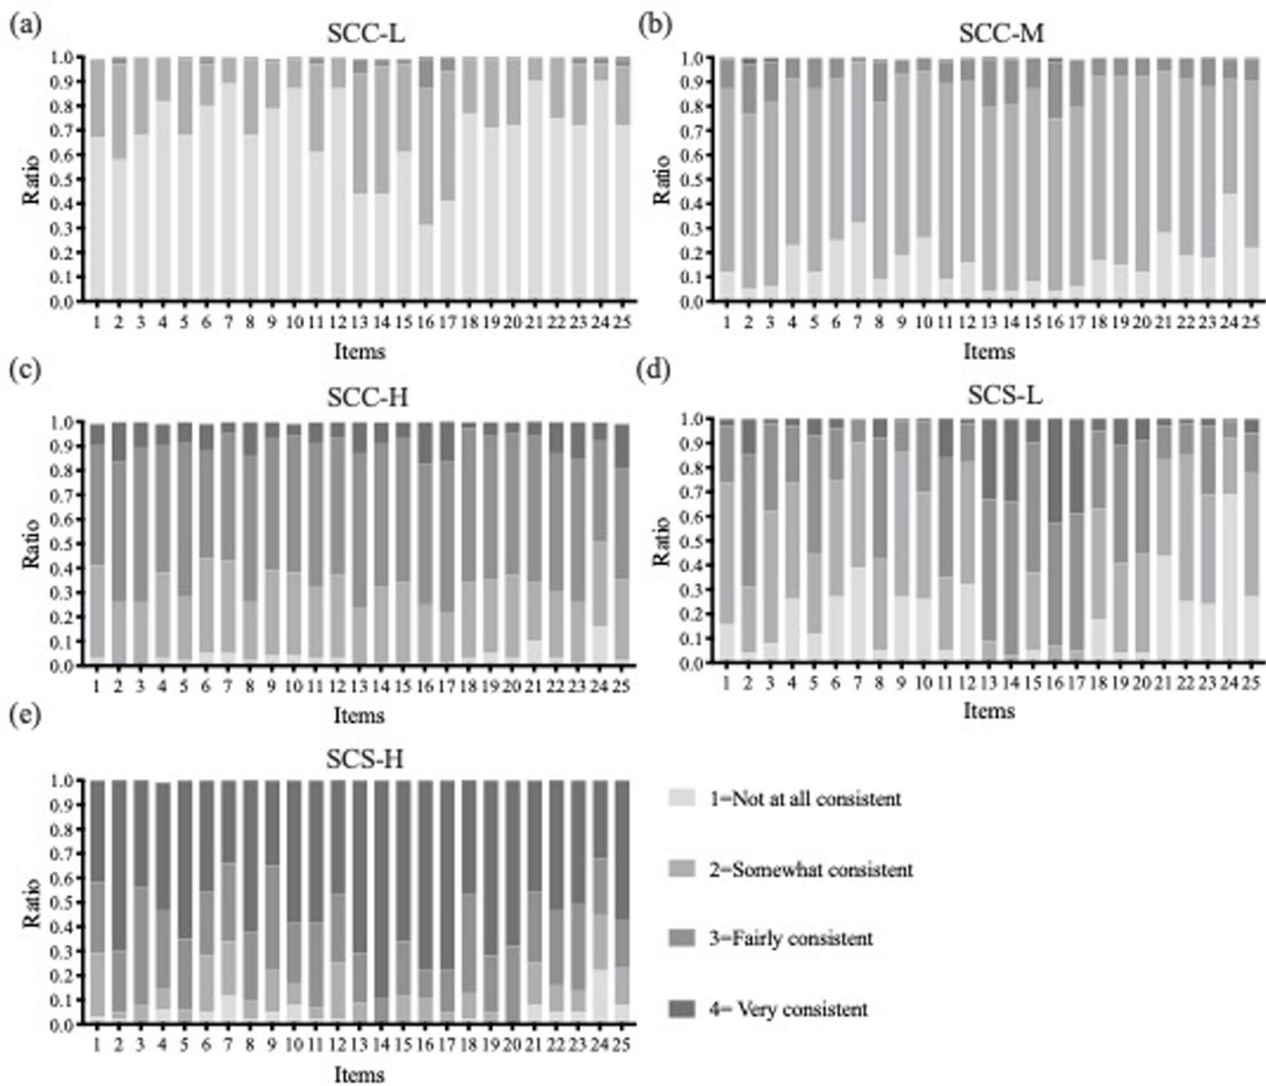 (a)
SCC-L
Ratio
1.0
0.9
0.8
0.7
0.6
0.5
0.4
0.3
0.2
0.1
0.0
1 2 3 4 5 6 7 8 9 10 11 12 13 14 15 16 17 18 19 20 21 22 23 24 25
Items
(b)
SCC-M
Ratio
1.0
0.9
0.8
0.7
0.6
0.5
0.4
0.3
0.2
0.1
0.0
1 2 3 4 5 6 7 8 9 10 11 12 13 14 15 16 17 18 19 20 21 22 23 24 25
Items
(c)
SCC-H
Ratio
1.0
0.9
0.8
0.7
0.6
0.5
0.4
0.3
0.2
0.1
0.0
1 2 3 4 5 6 7 8 9 10 11 12 13 14 15 16 17 18 19 20 21 22 23 24 25
Items
(d)
SCS-L
Ratio
1.0
0.9
0.8
0.7
0.6
0.5
0.4
0.3
0.2
0.1
0.0
1 2 3 4 5 6 7 8 9 10 11 12 13 14 15 16 17 18 19 20 21 22 23 24 25
Items
(e)
SCS-H
Ratio
1.0
0.9
0.8
0.7
0.6
0.5
0.4
0.3
0.2
0.1
0.0
1 2 3 4 5 6 7 8 9 10 11 12 13 14 15 16 17 18 19 20 21 22 23 24 25
Items
1=Not at all consistent
2=Somewhat consistent
3=Fairly consistent
4= Very consistent